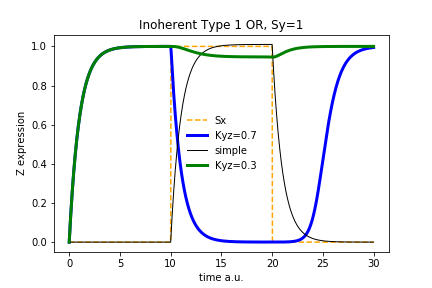 Inoherent Type 1 OR, Sy=1
Z expression
1.0
0.8
0.6
0.4
0.2
0.0
Sx
Kyz=0.7
simple
Kyz=0.3
0 5 10 15 20 25 30
time a.u.